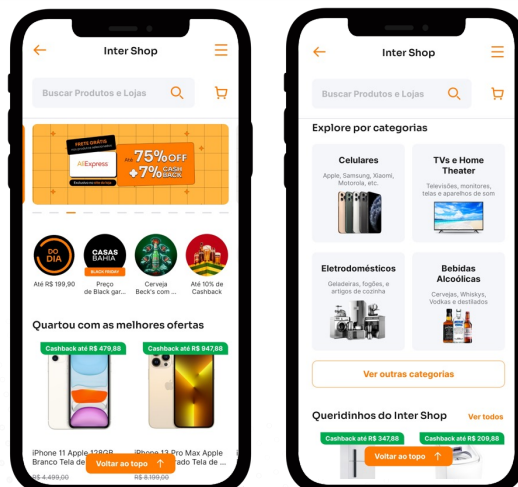 Inter Shop
Buscar Produtos e Lojas
FRETE GRÁTIS
AliExpress
Até 75%OFF
+7% CASH
BACK
DO
DIA
CASAS
BAHIA
BLACK FRIDAY
Até R$ 199,90
Preço
de Black gar...
Cerveja
Beck's com ...
Até 10% de
Cashback
Quartou com as melhores ofertas
Cashback até R$ 479,88
Cashback até R$ 947,88
iPhone 11 Apple 128GB
Branco Tela de
iPhone 13 Pro Max Apple
rado Tela de ...
Voltar ao topo ↑
R$ 4.499,00
R$ 8.199,00
Inter Shop
Buscar Produtos e Lojas
Explore por categorias
Celulares
Apple, Samsung, Xiaomi,
Motorola, etc.
TVs e Home
Theater
Televisões, monitores,
telas e aparelhos de som
Eletrodomésticos
Geladeiras, fogões, e
artigos de cozinha
Bebidas
Alcoólicas
Cervejas, Whiskys,
Vodkas e destilados
Ver outras categorias
Queridinhos do Inter Shop
Ver todos
Cashback até R$ 347,88
Cashback até R$ 209,88
Voltar ao topo ↑